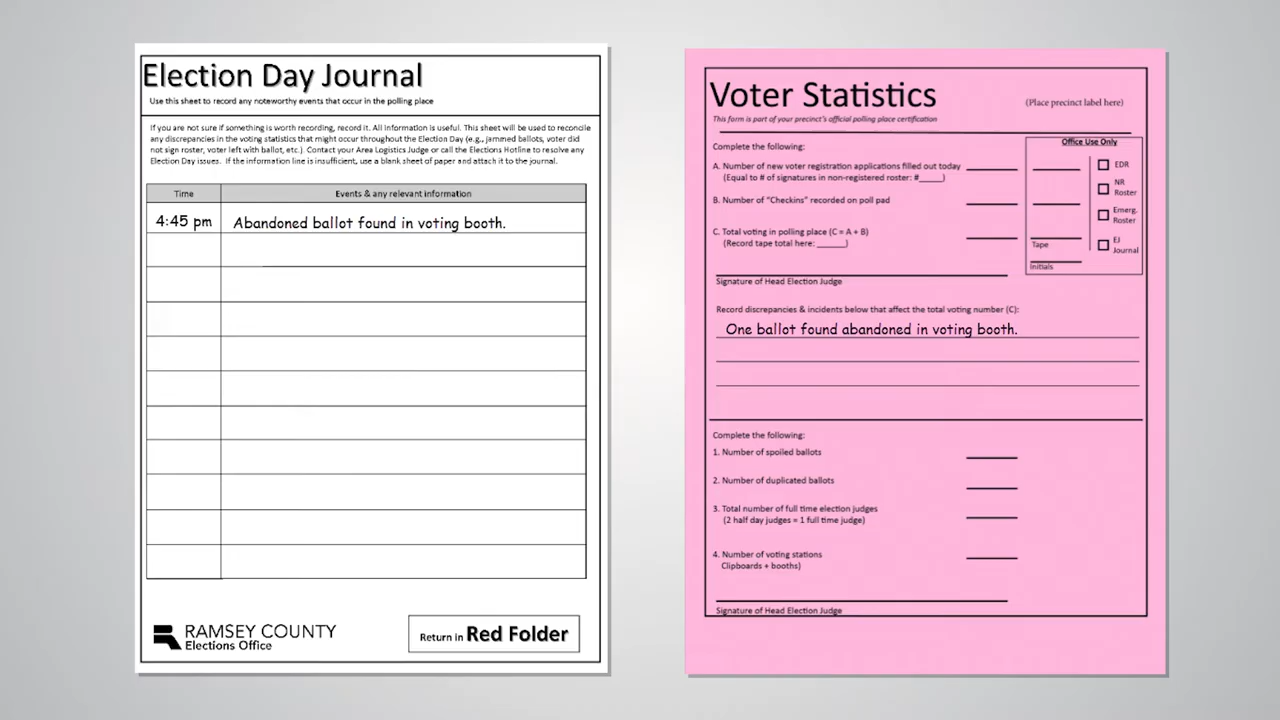 Election Day Journal
Use this sheet to record any noteworthy events that occur in the polling place
If you are not sure if something is worth recording, record it. All Information is useful. This sheet will be used to reconcile
any discrepancies in the voting statistics that might occur throughout the Election Day (e.g., jammed ballots, voter did
not sign roster, voter left with ballot, etc.) Contact your Area Logistics Judge or call the Elections Hotline to resolve any
Election Day issues. If the information line is insufficient, use a blank sheet of paper and attach it to the journal.
Time Events & any relevant information
4:45 pm Abandoned ballot found in voting booth.
RAMSEY COUNTY
Elections Office
Return in Red Folder
Voter Statistics
(Place precinct label here)
This form is part of your precinct's official polling place certification
Complete the following:
A. Number of new voter registration applications filled out today
(Equal to # of signatures in non-registered roster: #_____)
B. Number of "Checkins" recorded on poll pad
C. Total voting in polling place (C = A + B)
(Record tape total here: ______)
Signature of Head Election Judge
Office Use Only
EDR
NR
Roster
Emerg.
Roster
EJ
Journal
Tape
Initials
Record discrepancies & incidents below that affect the total voting number (C):
One ballot found abandoned in voting booth.
Complete the following:
1. Number of spoiled ballots
2. Number of duplicated ballots
3. Total number of full time election judges
(2 half day judges = 1 full time judge)
4. Number of voting stations
Clipboards + booths)
Signature of Head Election Judge